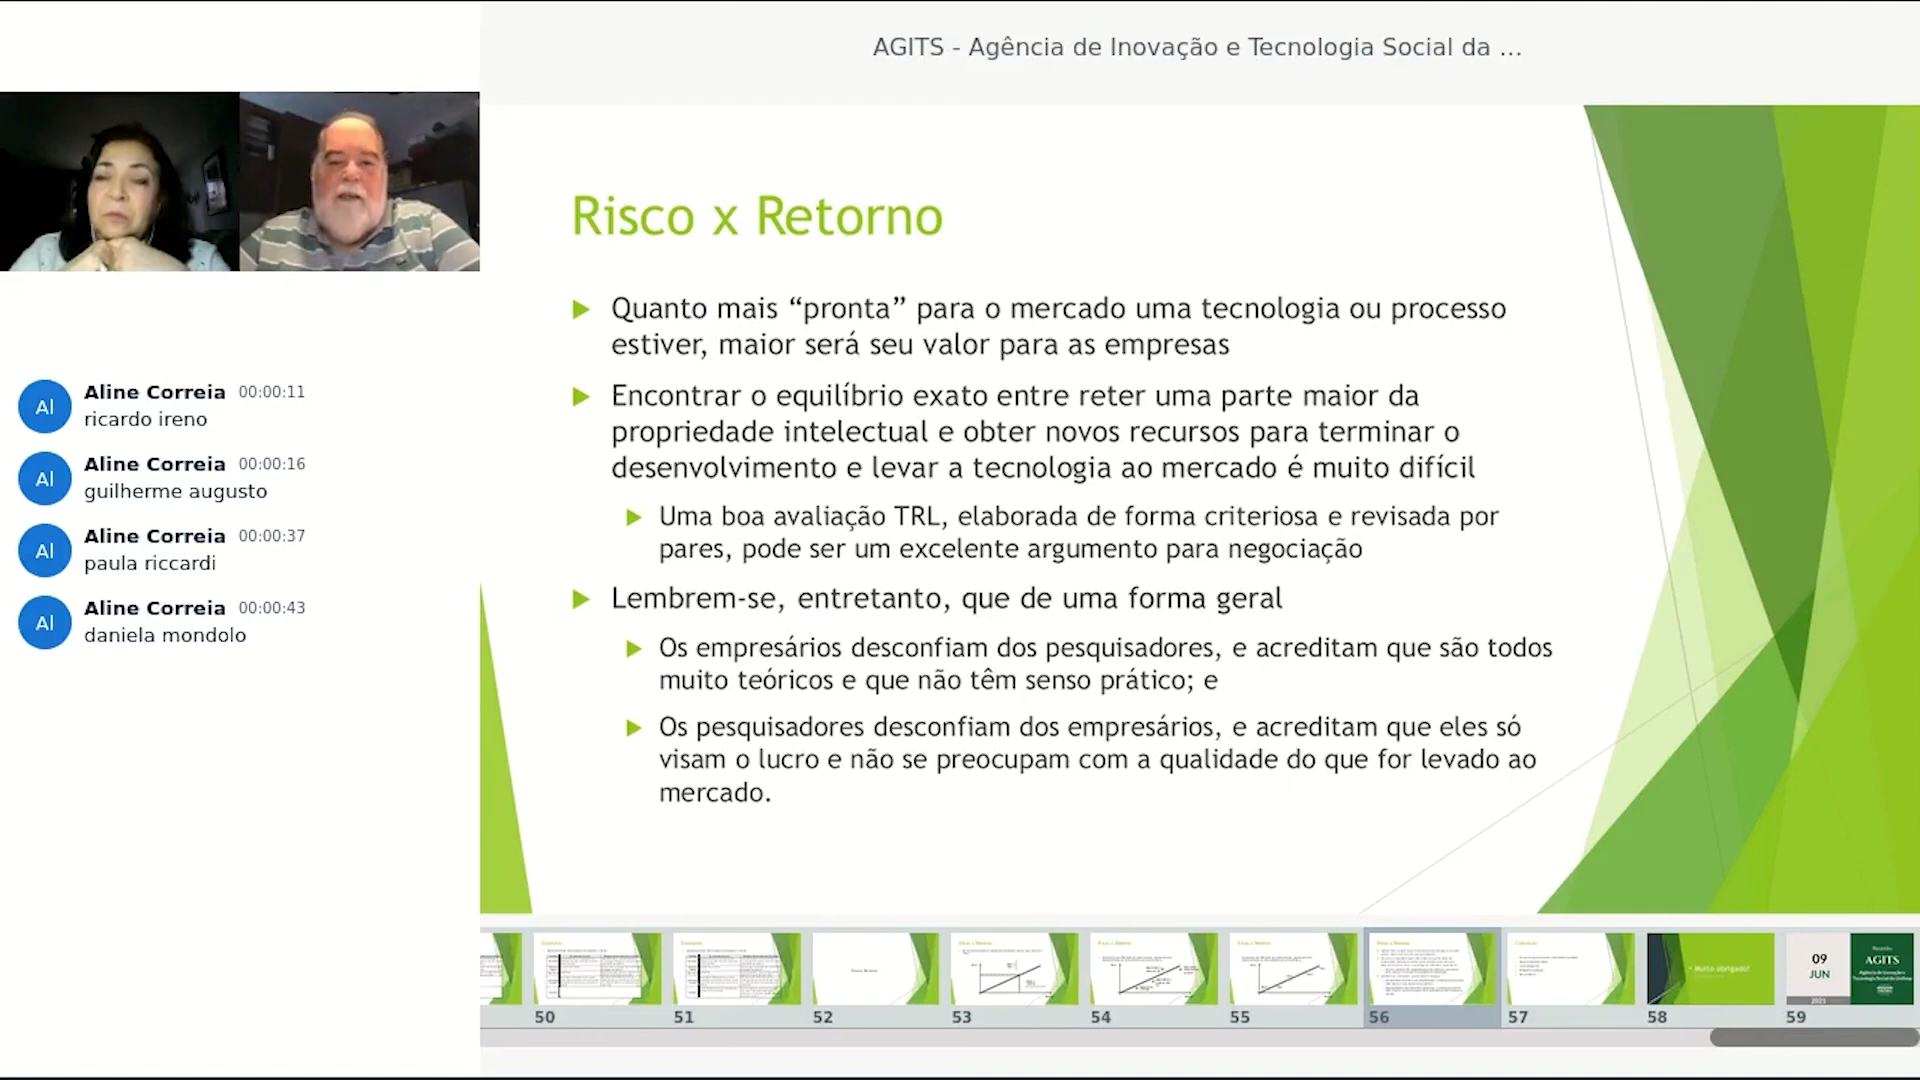 AGITS - Agência de Inovação e Tecnologia Social da ...
Al
Aline Correia 00:00:11
ricardo ireno
Al
Aline Correia 00:00:16
guilherme augusto
Al
Aline Correia 00:00:37
paula riccardi
Al
Aline Correia 00:00:43
daniela mondolo
Risco x Retorno
Quanto mais “pronta” para o mercado uma tecnologia ou processo
estiver, maior será seu valor para as empresas
Encontrar o equilíbrio exato entre reter uma parte maior da
propriedade intelectual e obter novos recursos para terminar o
desenvolvimento e levar a tecnologia ao mercado é muito difícil
Uma boa avaliação TRL, elaborada de forma criteriosa e revisada por
pares, pode ser um excelente argumento para negociação
Lembrem-se, entretanto, que de uma forma geral
Os empresários desconfiam dos pesquisadores, e acreditam que são todos
muito teóricos e que não têm senso prático; e
Os pesquisadores desconfiam dos empresários, e acreditam que eles só
visam o lucro e não se preocupam com a qualidade do que for levado ao
mercado.
Muito obrigado!
09
JUN
2021
AGITS
50 51 52 53 54 55 56 57 58 59